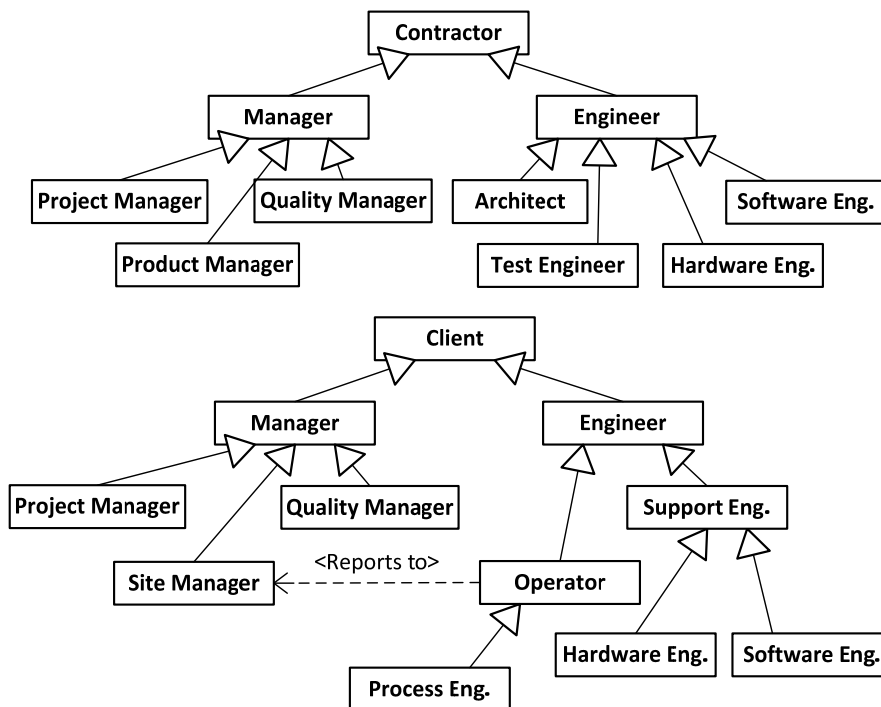 Contractor
Manager
Engineer
Project Manager
Quality Manager
Architect
Software Eng.
Product Manager
Test Engineer
Hardware Eng.
Client
Manager
Engineer
Project Manager
Quality Manager
Support Eng.
<Reports to>
Site Manager
Operator
Hardware Eng.
Software Eng.
Process Eng.